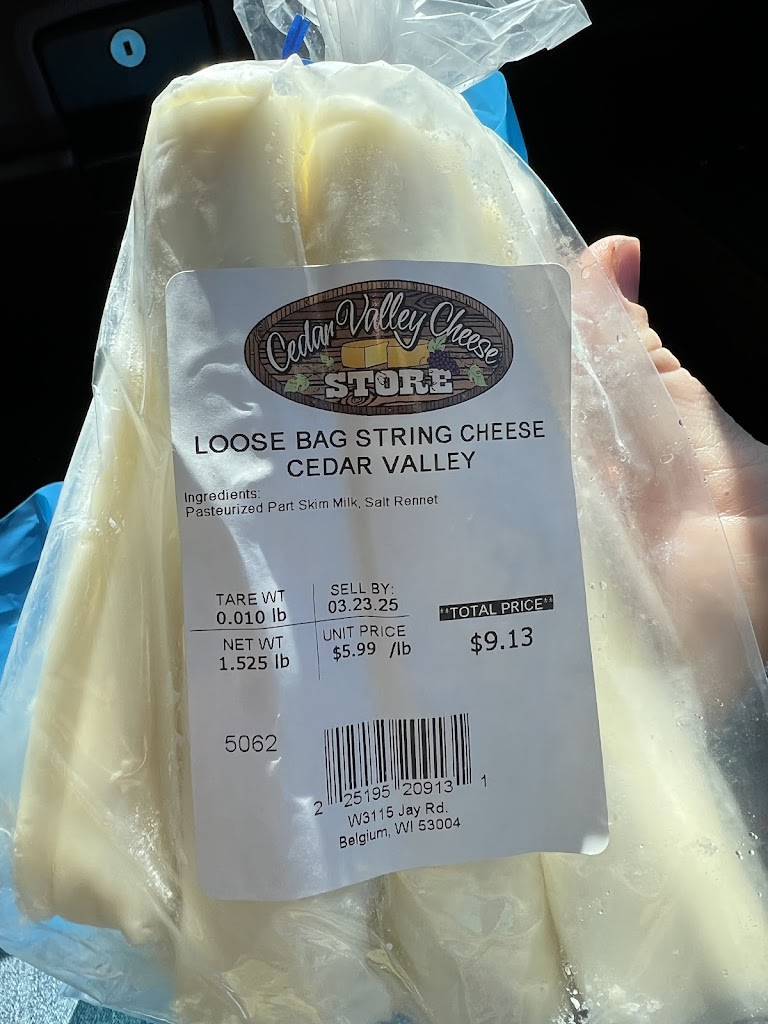 Cedar Valley Cheese
STORE
LOOSE BAG STRING CHEESE
CEDAR VALLEY
Ingredients:
Pasteurized Part Skim Milk, Salt Rennet
TARE WT
0.010 lb
SELL BY:
03.23.25
NET WT
1.525 lb
UNIT PRICE
$5.99 /lb
**TOTAL PRICE**
$9.13
5062
2 25195 20913 1
W3115 Jay Rd.
Belgium, WI 53004